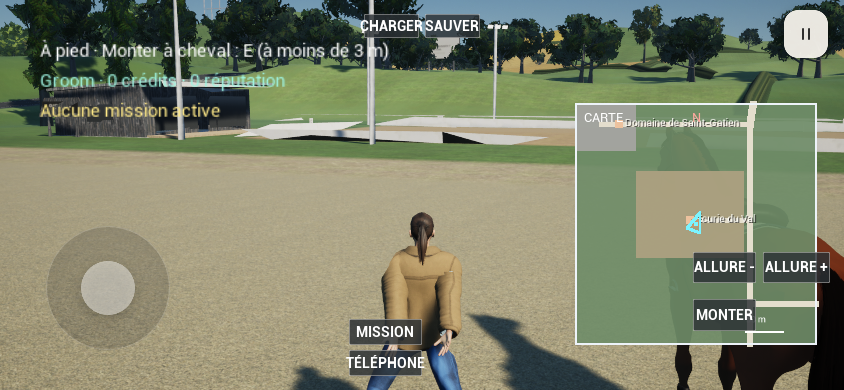 CHARGER SAUVER
À pied · Monter à cheval : E (à moins de 3 m)
Groom · 0 crédits · 0 réputation
Aucune mission active
CARTE
N
Domaine de Saint-Gatien
Écurie du Val
ALLURE - ALLURE +
MONTER
m
MISSION
TÉLÉPHONE